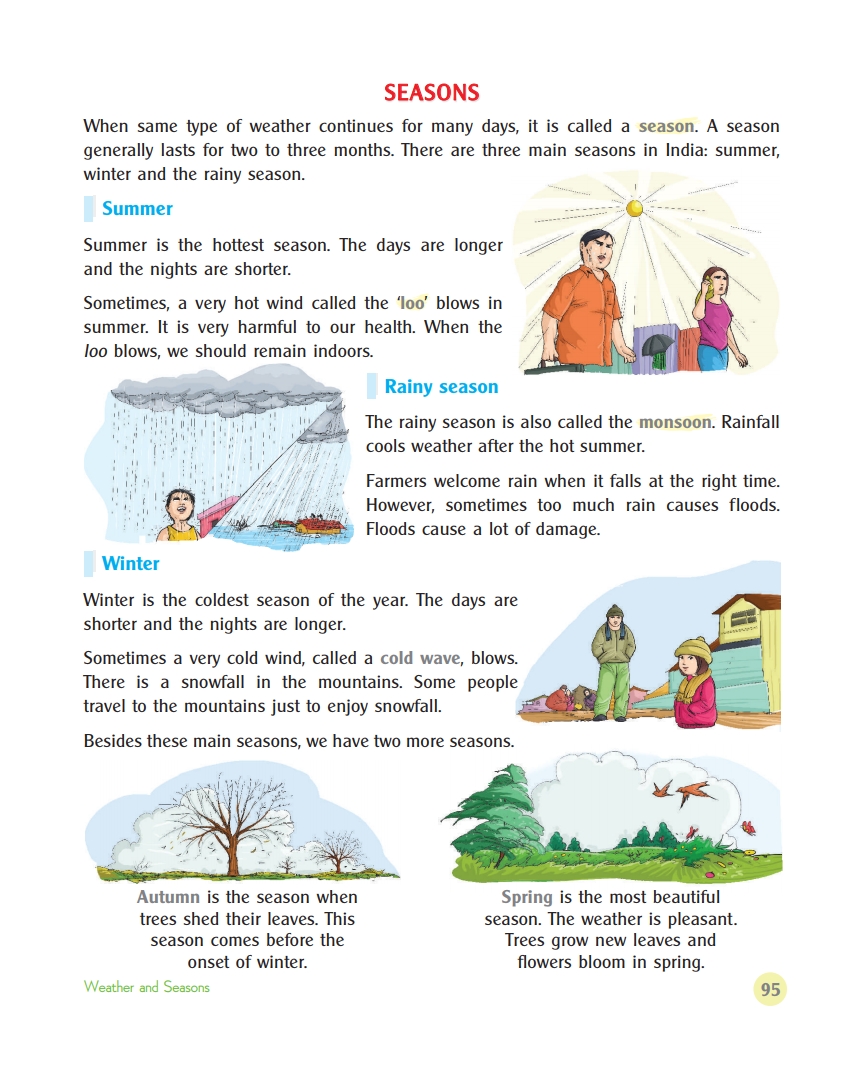 SEASONS
When same type of weather continues for many days, it is called a season. A season
generally lasts for two to three months. There are three main seasons in India: summer,
winter and the rainy season.
Summer
Summer is the hottest season. The days are longer
and the nights are shorter.
Sometimes, a very hot wind called the ‘loo’ blows in
summer. It is very harmful to our health. When the
loo blows, we should remain indoors.
Rainy season
The rainy season is also called the monsoon. Rainfall
cools weather after the hot summer.
Farmers welcome rain when it falls at the right time.
However, sometimes too much rain causes floods.
Floods cause a lot of damage.
Winter
Winter is the coldest season of the year. The days are
shorter and the nights are longer.
Sometimes a very cold wind, called a cold wave, blows.
There is a snowfall in the mountains. Some people
travel to the mountains just to enjoy snowfall.
Besides these main seasons, we have two more seasons.
Autumn is the season when
trees shed their leaves. This
season comes before the
onset of winter.
Spring is the most beautiful
season. The weather is pleasant.
Trees grow new leaves and
flowers bloom in spring.
Weather and Seasons
95